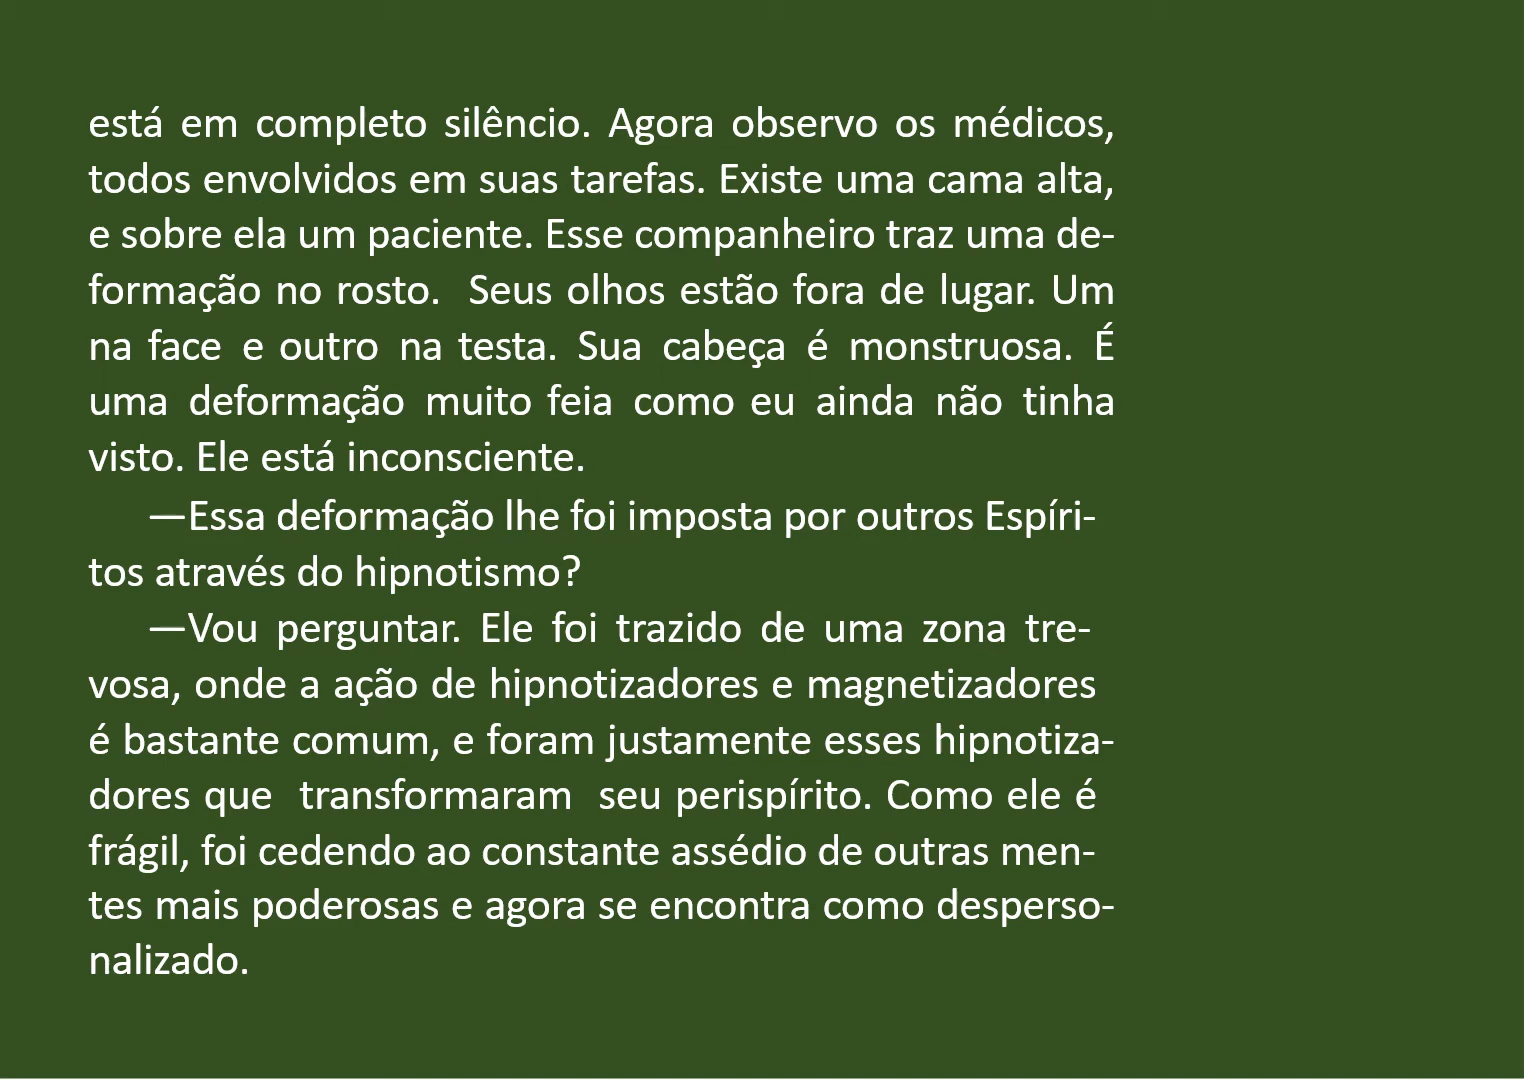 está em completo silêncio. Agora observo os médicos,
todos envolvidos em suas tarefas. Existe uma cama alta,
e sobre ela um paciente. Esse companheiro traz uma de-
formação no rosto. Seus olhos estão fora de lugar. Um
na face e outro na testa. Sua cabeça é monstruosa. É
uma deformação muito feia como eu ainda não tinha
visto. Ele está inconsciente.
—Essa deformação lhe foi imposta por outros Espíri-
tos através do hipnotismo?
—Vou perguntar. Ele foi trazido de uma zona tre-
vosa, onde a ação de hipnotizadores e magnetizadores
é bastante comum, e foram justamente esses hipnotiza-
dores que transformaram seu perispírito. Como ele é
frágil, foi cedendo ao constante assédio de outras men-
tes mais poderosas e agora se encontra como desperso-
nalizado.